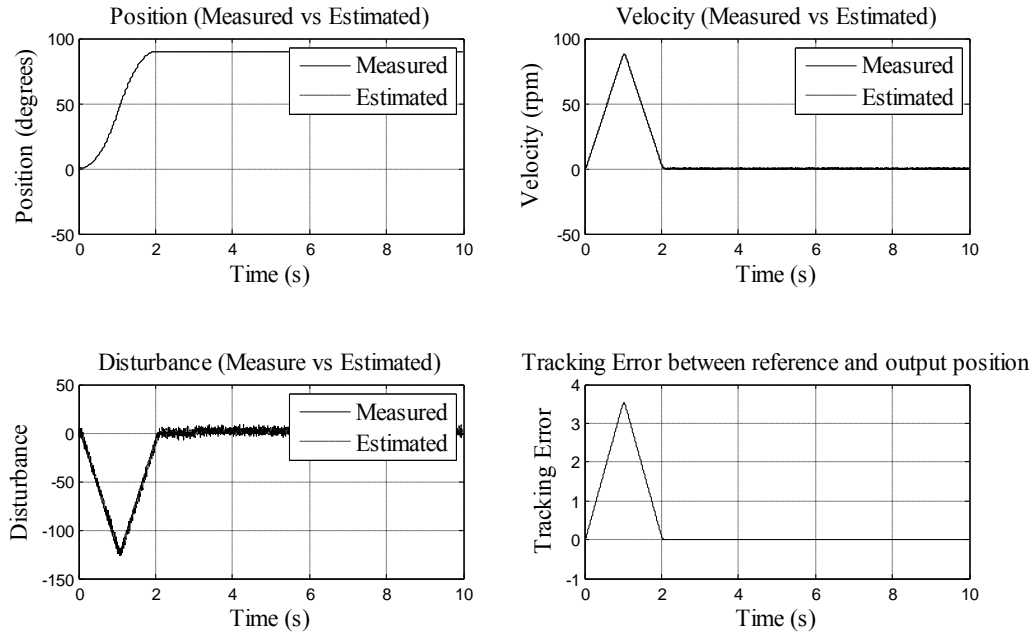 Position (Measured vs Estimated)
100
50
0
-50
Position (degrees)
Measured
Estimated
0 2 4 6 8 10
Time (s)
Velocity (Measured vs Estimated)
100
50
0
-50
Velocity (rpm)
Measured
Estimated
0 2 4 6 8 10
Time (s)
Disturbance (Measure vs Estimated)
50
0
-50
-100
-150
Disturbance
Measured
Estimated
0 2 4 6 8 10
Time (s)
Tracking Error between reference and output position
4
3
2
1
0
-1
Tracking Error
0 2 4 6 8 10
Time (s)